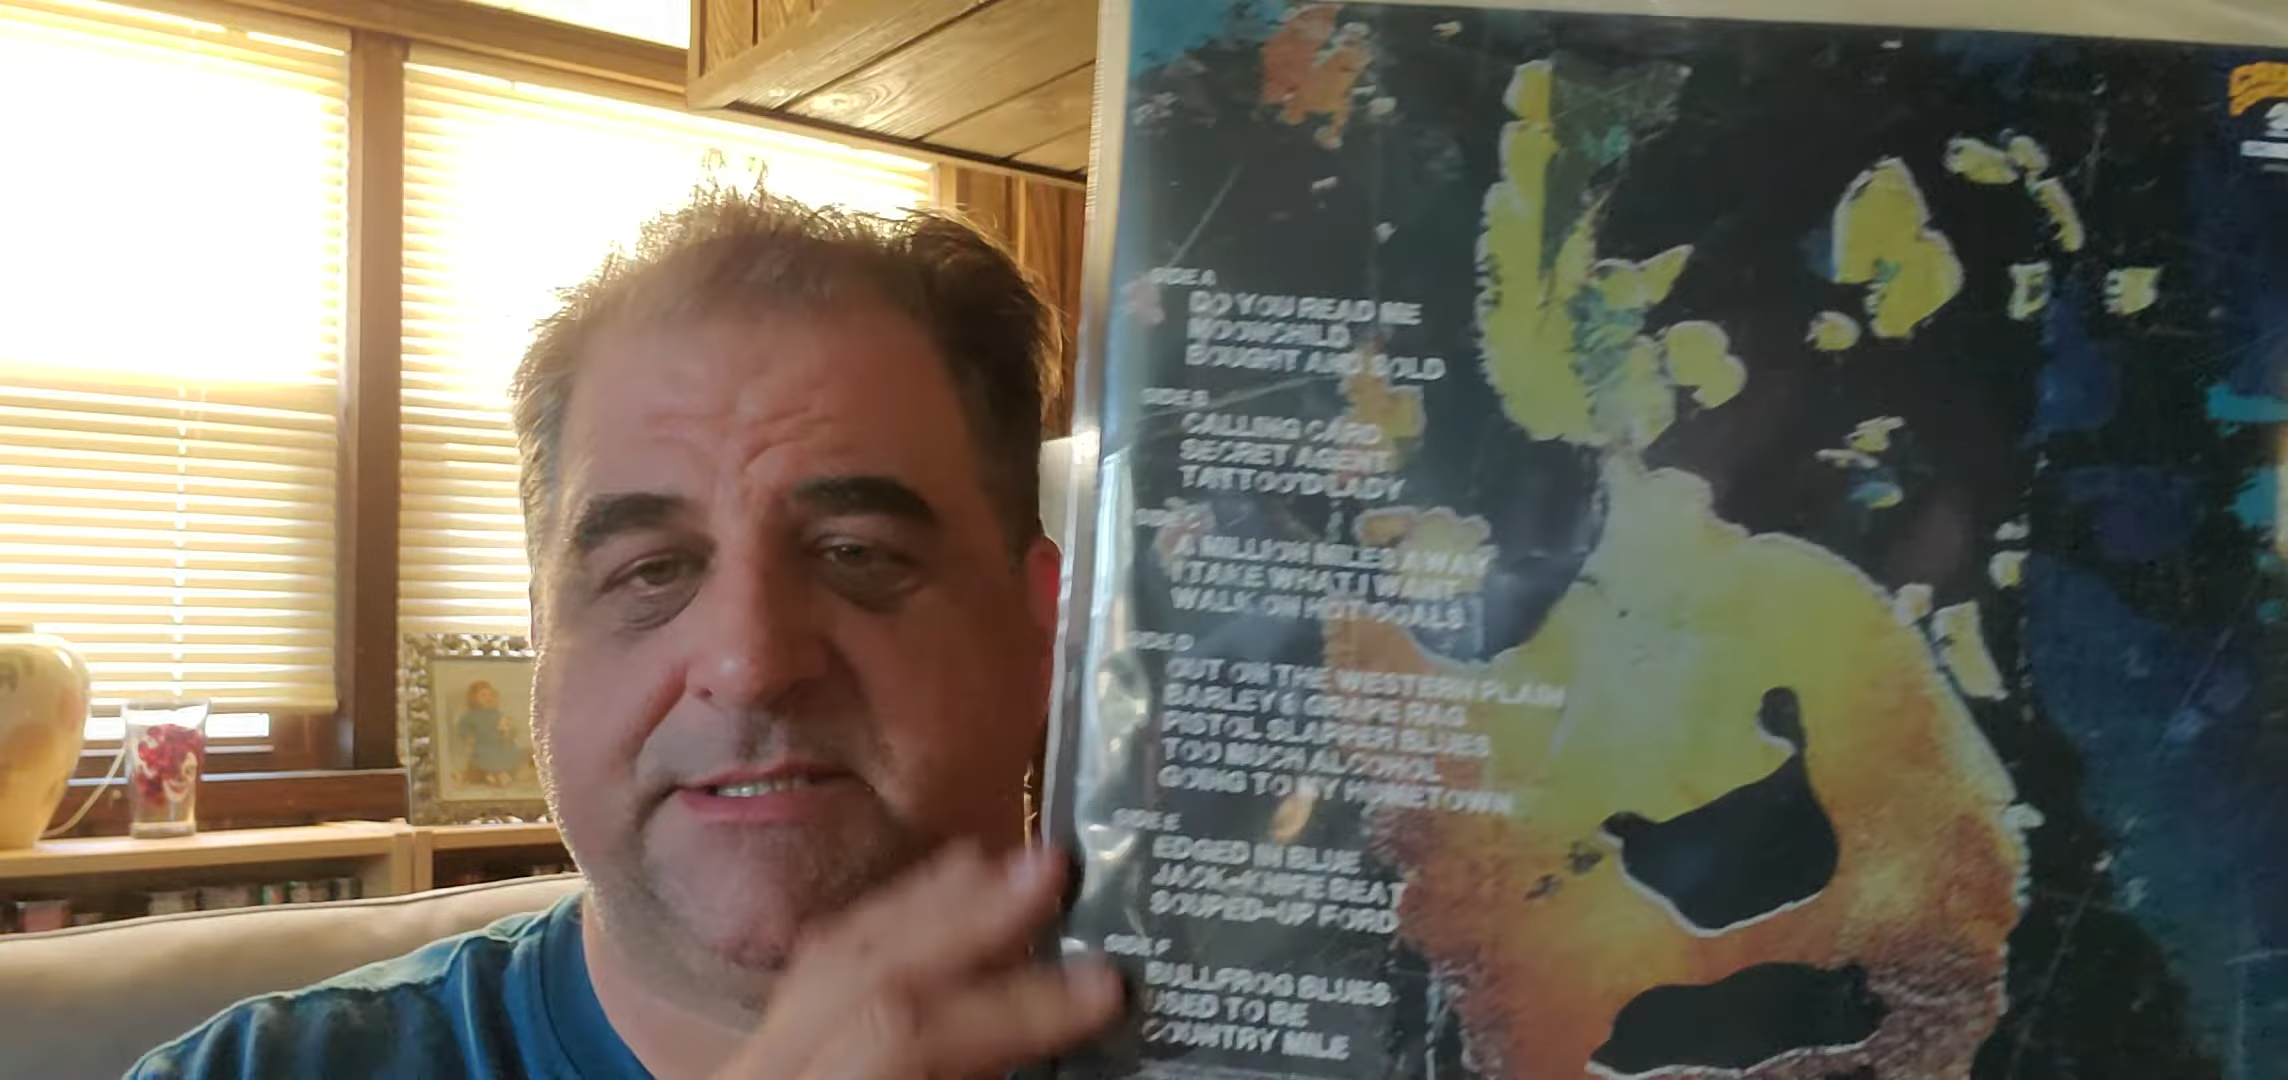 SIDE A
DO YOU READ ME
MOONCHILD
BOUGHT AND SOLD
SIDE B
CALLING CARD
SECRET AGENT
TATTOO'D LADY
A MILLION MILES AWAY
I TAKE WHAT I WANT
WALK ON HOT COALS
SIDE D
OUT ON THE WESTERN PLAIN
BARLEY & GRAPE RAG
PISTOL SLAPPER BLUES
TOO MUCH ALCOHOL
GOING TO MY HOMETOWN
SIDE E
EDGED IN BLUE
JACK-KNIFE BEAT
SOUPED-UP FORD
SIDE F
BULLFROG BLUES
USED TO BE
COUNTRY MILE